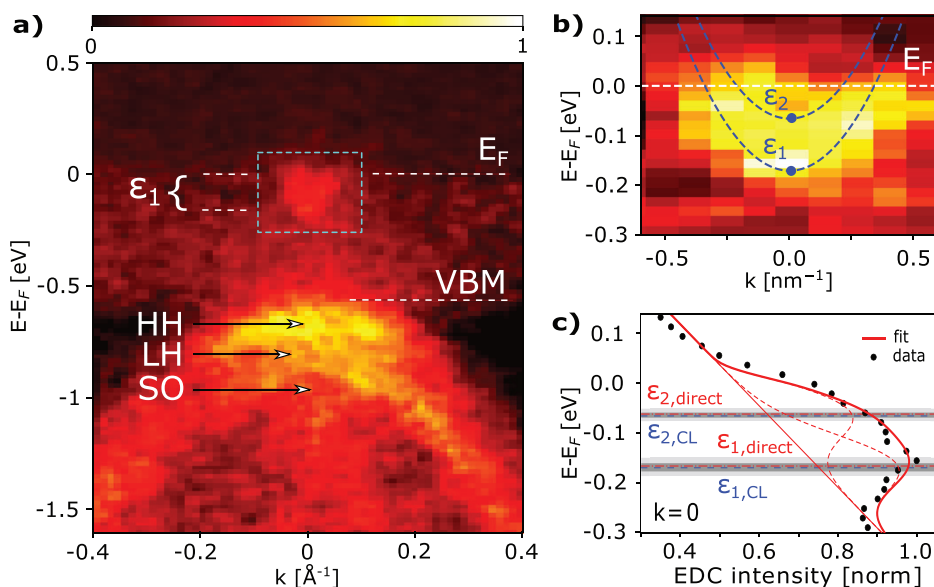 a)
0
1
0.5
0
-0.5
-1
-1.5
E-E_F [eV]
ε₁ {
E_F
VBM
HH
LH
SO
-0.4
-0.2
0
0.2
0.4
k [Å⁻¹]
b)
0.1
0.0
-0.1
-0.2
-0.3
E-E_F [eV]
E_F
ε₂
ε₁
-0.5
0.0
0.5
k [nm⁻¹]
c)
0.1
0.0
-0.1
-0.2
-0.3
E-E_F [eV]
fit
data
ε₂,direct
ε₂,CL
ε₁,direct
ε₁,CL
k=0
0.4
0.6
0.8
1.0
EDC intensity [norm]